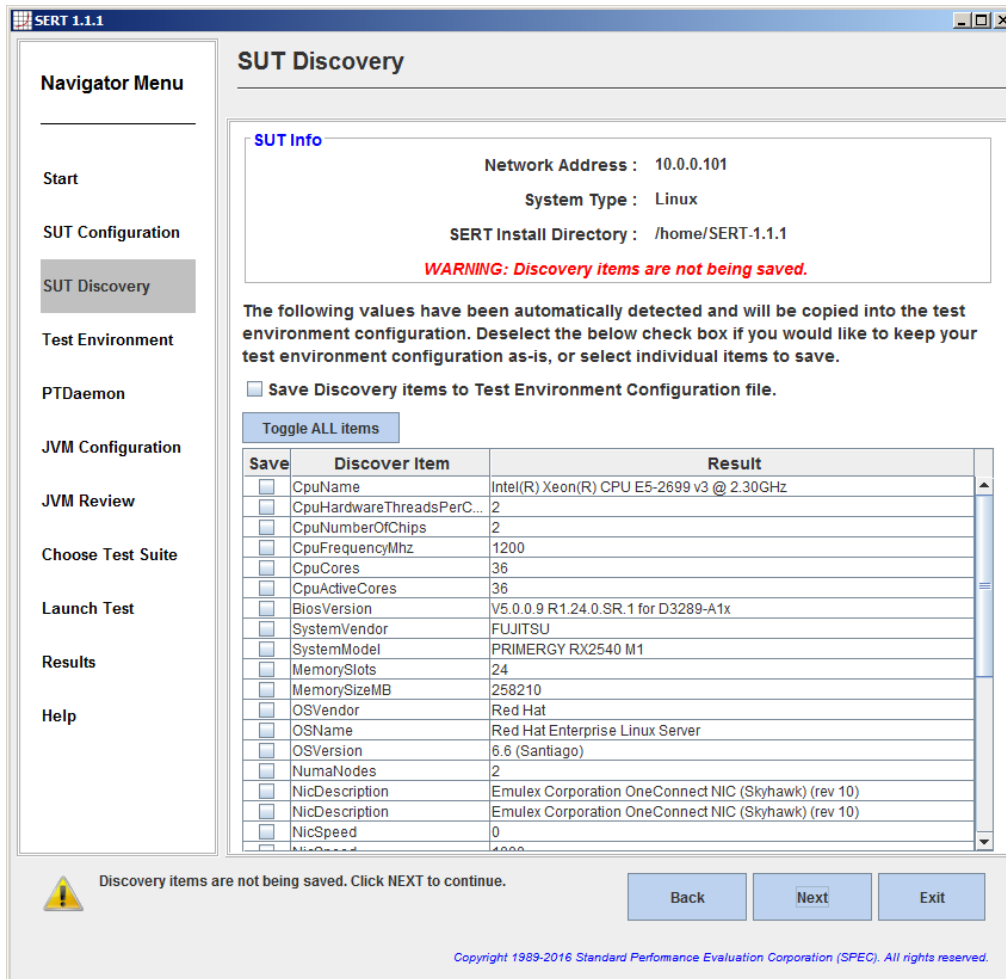 SERT 1.1.1
Navigator Menu
Start
SUT Configuration
SUT Discovery
Test Environment
PTDaemon
JVM Configuration
JVM Review
Choose Test Suite
Launch Test
Results
Help
SUT Discovery
SUT Info
Network Address : 10.0.0.101
System Type : Linux
SERT Install Directory : /home/SERT-1.1.1
WARNING: Discovery items are not being saved.
The following values have been automatically detected and will be copied into the test
environment configuration. Deselect the below check box if you would like to keep your
test environment configuration as-is, or select individual items to save.
Save Discovery items to Test Environment Configuration file.
Toggle ALL items
Save Discover Item Result
CpuName Intel(R) Xeon(R) CPU E5-2699 v3 @ 2.30GHz
CpuHardwareThreadsPerC... 2
CpuNumberOfChips 2
CpuFrequencyMhz 1200
CpuCores 36
CpuActiveCores 36
BiosVersion V5.0.0.9 R1.24.0.SR.1 for D3289-A1x
SystemVendor FUJITSU
SystemModel PRIMERGY RX2540 M1
MemorySlots 24
MemorySizeMB 258210
OSVendor Red Hat
OSName Red Hat Enterprise Linux Server
OSVersion 6.6 (Santiago)
NumaNodes 2
NicDescription Emulex Corporation OneConnect NIC (Skyhawk) (rev 10)
NicDescription Emulex Corporation OneConnect NIC (Skyhawk) (rev 10)
NicSpeed 0
Discovery items are not being saved. Click NEXT to continue.
Back
Next
Exit
Copyright 1989-2016 Standard Performance Evaluation Corporation (SPEC). All rights reserved.